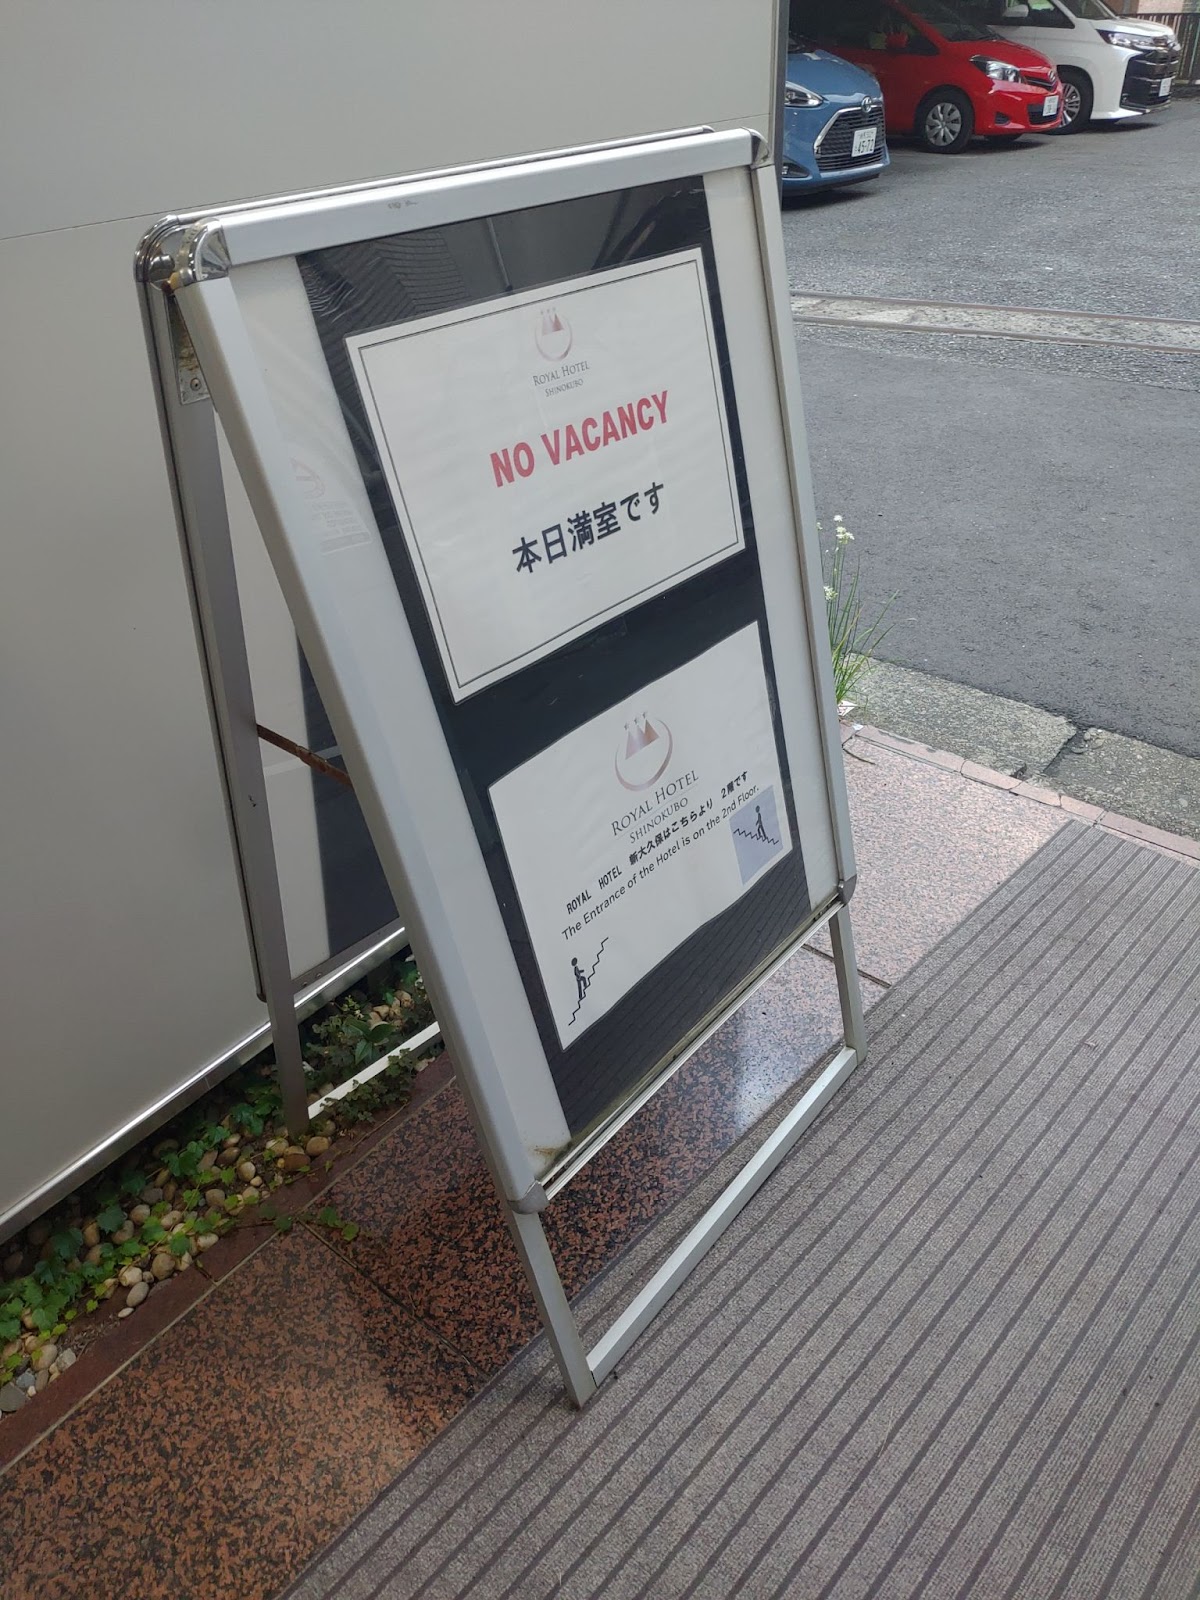 ROYAL HOTEL
SHINOKUBO
NO VACANCY
本日満室です
ROYAL HOTEL
SHINOKUBO
ROYAL HOTEL 新大久保はこちらより 2階です
The Entrance of the Hotel is on the 2nd Floor.
45-72